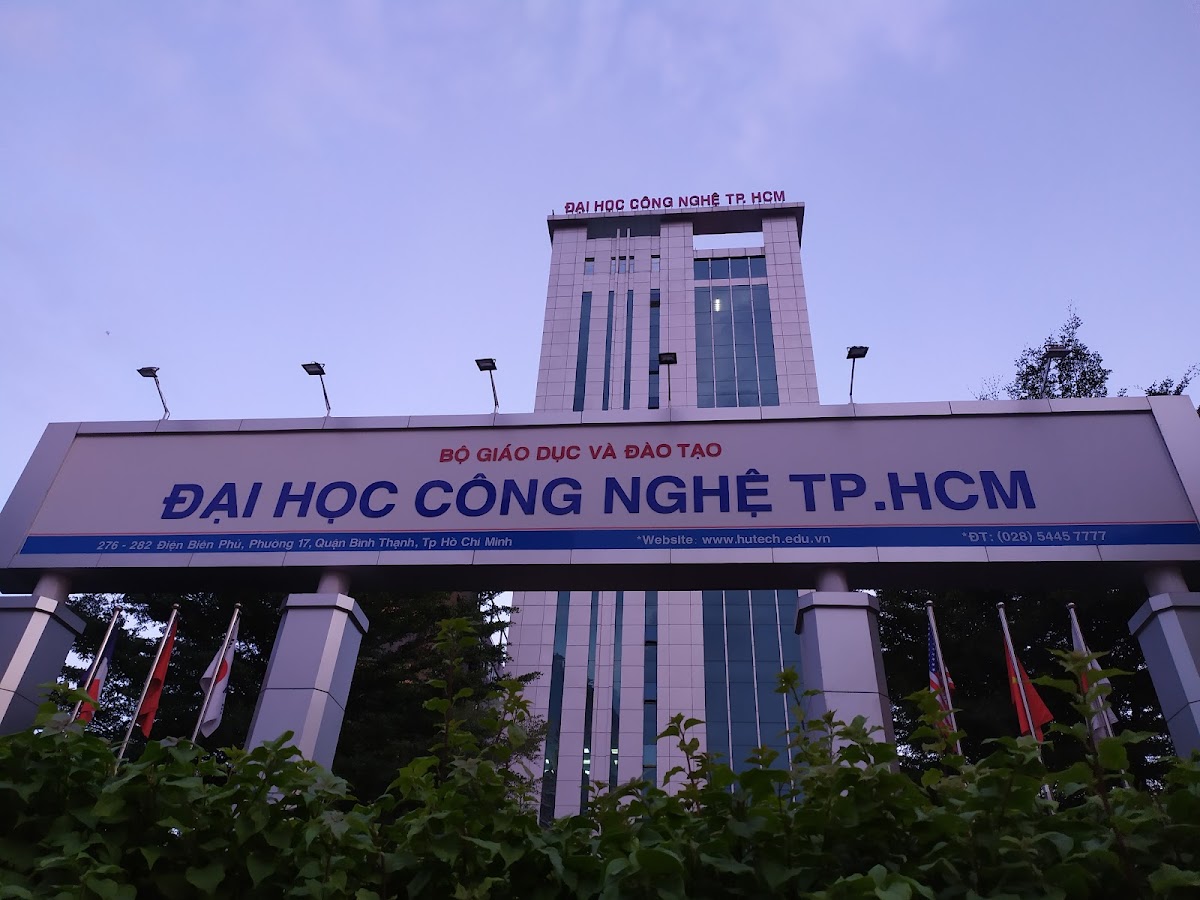 ĐẠI HỌC CÔNG NGHỆ TP. HCM
BỘ GIÁO DỤC VÀ ĐÀO TẠO
ĐẠI HỌC CÔNG NGHỆ TP.HCM
276 - 282 Điện Biên Phủ, Phường 17, Quận Bình Thạnh, Tp Hồ Chí Minh *Website: www.hutech.edu.vn *ĐT: (028) 5445 7777